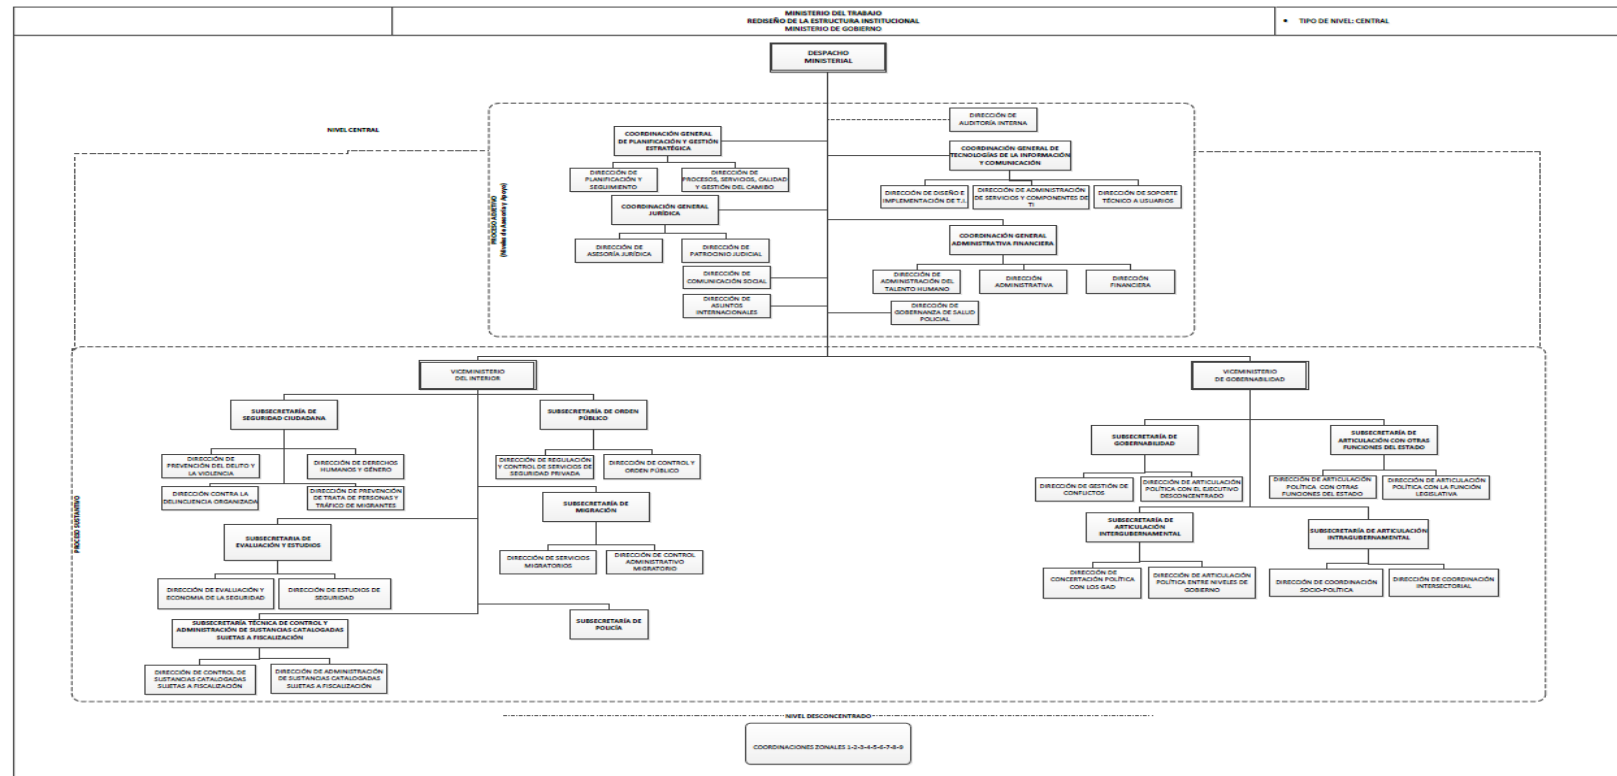 MINISTERIO DEL TRABAJO
REDISEÑO DE LA ESTRUCTURA INSTITUCIONAL
MINISTERIO DE GOBIERNO
• TIPO DE NIVEL: CENTRAL
DESPACHO
MINISTERIAL
NIVEL CENTRAL
PROCESO ADJETIVO
(Niveles de Asesoría y Apoyo)
DIRECCIÓN DE
AUDITORÍA INTERNA
COORDINACIÓN GENERAL
DE PLANIFICACIÓN Y GESTIÓN
ESTRATÉGICA
COORDINACIÓN GENERAL DE
TECNOLOGÍAS DE LA INFORMACIÓN
Y COMUNICACIÓN
DIRECCIÓN DE
PLANIFICACIÓN Y
SEGUIMIENTO
DIRECCIÓN DE
PROCESOS, SERVICIOS, CALIDAD
Y GESTIÓN DEL CAMIBO
DIRECCIÓN DE DISEÑO E
IMPLEMENTACIÓN DE T.I.
DIRECCIÓN DE ADMINISTRACIÓN
DE SERVICIOS Y COMPONENTES DE
TI
DIRECCIÓN DE SOPORTE
TÉCNICO A USUARIOS
COORDINACIÓN GENERAL
JURÍDICA
COORDINACIÓN GENERAL
ADMINISTRATIVA FINANCIERA
DIRECCIÓN DE
ASESORÍA JURÍDICA
DIRECCIÓN DE
PATROCINIO JUDICIAL
DIRECCIÓN DE
COMUNICACIÓN SOCIAL
DIRECCIÓN DE
ADMINISTRACIÓN DEL
TALENTO HUMANO
DIRECCIÓN
ADMINISTRATIVA
DIRECCIÓN
FINANCIERA
DIRECCIÓN DE
ASUNTOS
INTERNACIONALES
DIRECCIÓN DE
GOBERNANZA DE SALUD
POLICIAL
PROCESO SUSTANTIVO
VICEMINISTERIO
DEL INTERIOR
VICEMINISTERIO
DE GOBERNABILIDAD
SUBSECRETARÍA DE
SEGURIDAD CIUDADANA
SUBSECRETARÍA DE ORDEN
PÚBLICO
SUBSECRETARÍA DE
GOBERNABILIDAD
SUBSECRETARÍA DE
ARTICULACIÓN CON OTRAS
FUNCIONES DEL ESTADO
DIRECCIÓN DE
PREVENCIÓN DEL DELITO Y
LA VIOLENCIA
DIRECCIÓN DE DERECHOS
HUMANOS Y GÉNERO
DIRECCIÓN DE REGULACIÓN
Y CONTROL DE SERVICIOS DE
SEGURIDAD PRIVADA
DIRECCIÓN DE CONTROL Y
ORDEN PÚBLICO
DIRECCIÓN DE GESTIÓN DE
CONFLICTOS
DIRECCIÓN DE ARTICULACIÓN
POLÍTICA CON EL EJECUTIVO
DESCONCENTRADO
DIRECCIÓN DE ARTICULACIÓN
POLÍTICA CON OTRAS
FUNCIONES DEL ESTADO
DIRECCIÓN DE ARTICULACIÓN
POLÍTICA CON LA FUNCIÓN
LEGISLATIVA
DIRECCIÓN CONTRA LA
DELINCUENCIA ORGANIZADA
DIRECCIÓN DE PREVENCIÓN
DE TRATA DE PERSONAS Y
TRÁFICO DE MIGRANTES
SUBSECRETARÍA DE
MIGRACIÓN
SUBSECRETARÍA DE
ARTICULACIÓN
INTERGUBERNAMENTAL
SUBSECRETARÍA DE ARTICULACIÓN
INTRAGUBERNAMENTAL
SUBSECRETARIA DE
EVALUACIÓN Y ESTUDIOS
DIRECCIÓN DE SERVICIOS
MIGRATORIOS
DIRECCIÓN DE CONTROL
ADMINISTRATIVO
MIGRATORIO
DIRECCIÓN DE
CONCERTACIÓN POLÍTICA
CON LOS GAD
DIRECCIÓN DE ARTICULACIÓN
POLÍTICA ENTRE NIVELES DE
GOBIERNO
DIRECCIÓN DE COORDINACIÓN
SOCIO-POLÍTICA
DIRECCIÓN DE COORDINACIÓN
INTERSECTORIAL
DIRECCIÓN DE EVALUACIÓN Y
ECONOMIA DE LA SEGURIDAD
DIRECCIÓN DE ESTUDIOS DE
SEGURIDAD
SUBSECRETARÍA TÉCNICA DE CONTROL Y
ADMINISTRACIÓN DE SUSTANCIAS CATALOGADAS
SUJETAS A FISCALIZACIÓN
SUBSECRETARÍA DE
POLICÍA
DIRECCIÓN DE CONTROL DE
SUSTANCIAS CATALOGADAS
SUJETAS A FISCALIZACIÓN
DIRECCIÓN DE ADMINISTRACIÓN
DE SUSTANCIAS CATALOGADAS
SUJETAS A FISCALIZACIÓN
NIVEL DESCONCENTRADO
COORDINACIONES ZONALES 1-2-3-4-5-6-7-8-9